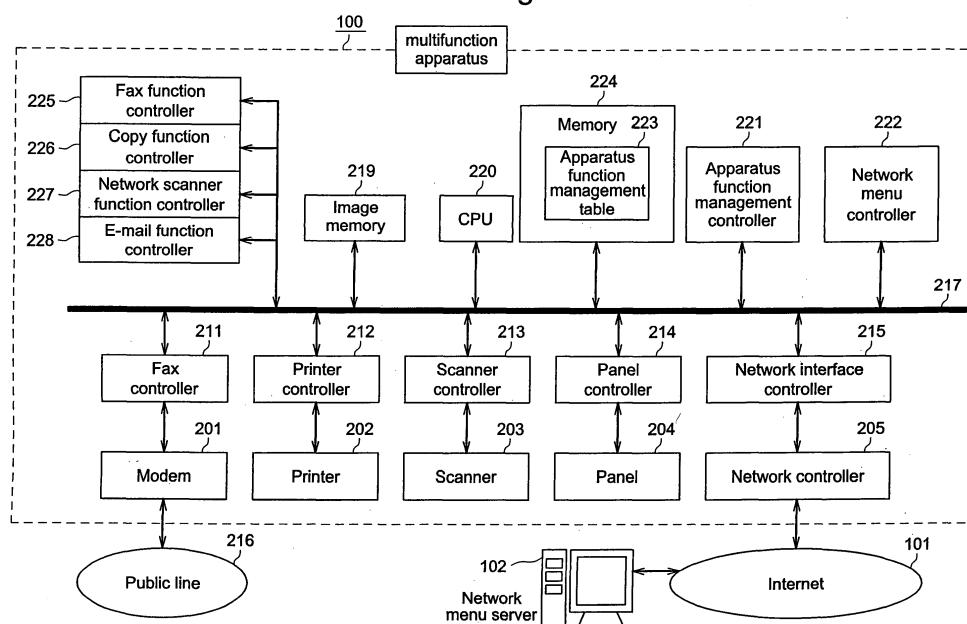 100
multifunction
apparatus
225
Fax function
controller
226
Copy function
controller
227
Network scanner
function controller
228
E-mail function
controller
219
Image
memory
220
CPU
224
Memory
223
Apparatus
function
management
table
221
Apparatus
function
management
controller
222
Network
menu
controller
217
211
Fax
controller
212
Printer
controller
213
Scanner
controller
214
Panel
controller
215
Network interface
controller
201
Modem
202
Printer
203
Scanner
204
Panel
205
Network controller
216
Public line
102
Network
menu server
101
Internet